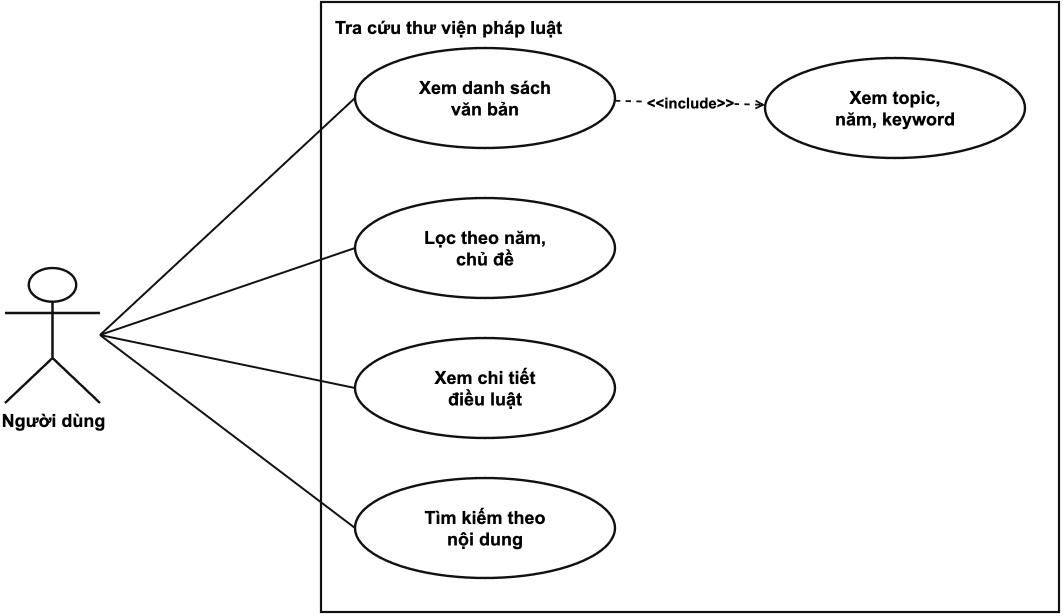 Tra cứu thư viện pháp luật
Xem danh sách
văn bản
<<include>>
Xem topic,
năm, keyword
Lọc theo năm,
chủ đề
Xem chi tiết
điều luật
Người dùng
Tìm kiếm theo
nội dung